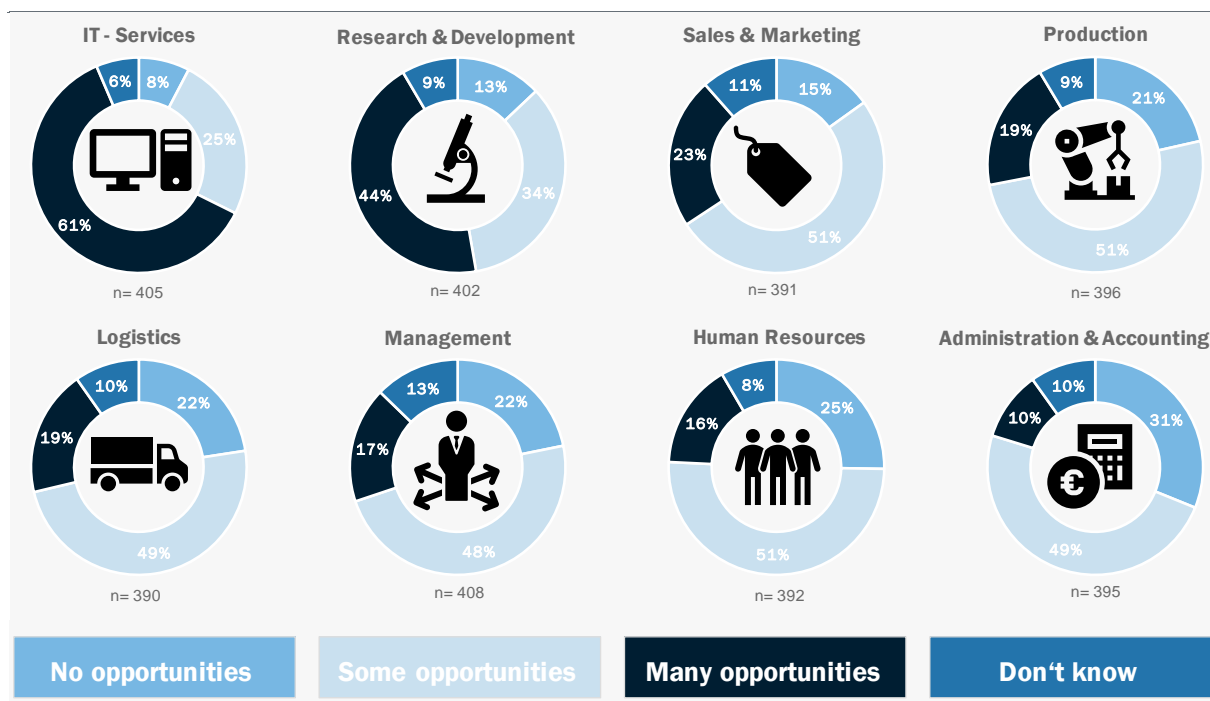 IT - Services
6%
8%
25%
61%
n= 405
Research & Development
9%
13%
34%
44%
n= 402
Sales & Marketing
11%
15%
23%
51%
n= 391
Production
9%
21%
19%
51%
n= 396
Logistics
10%
22%
19%
49%
n= 390
Management
13%
22%
17%
48%
n= 408
Human Resources
8%
25%
16%
51%
n= 392
Administration & Accounting
10%
31%
10%
€
49%
n= 395
No opportunities
Some opportunities
Many opportunities
Don‘t know